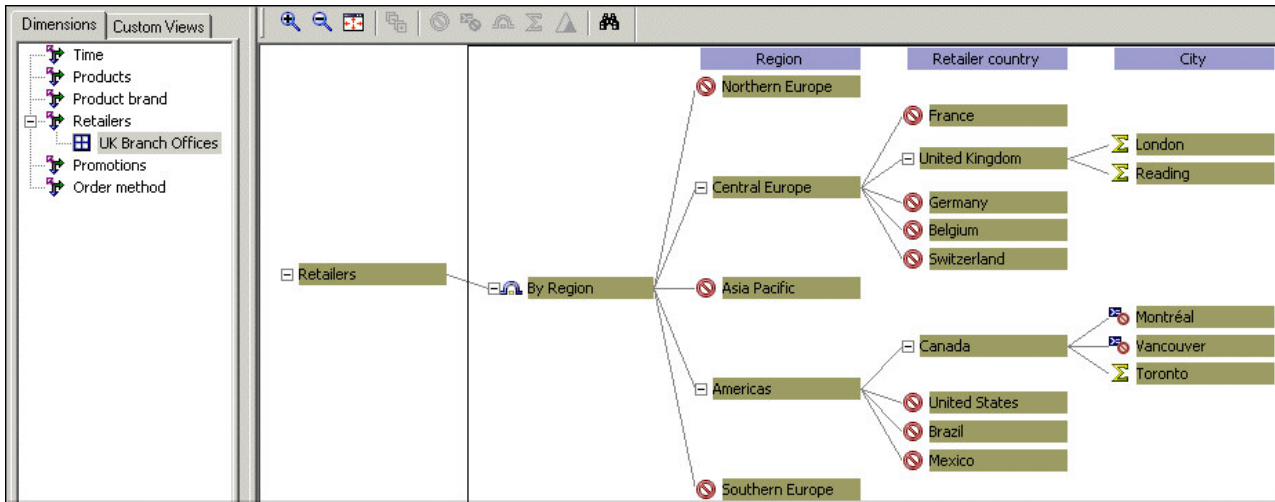 Dimensions
Custom Views
Time
Products
Product brand
Retailers
UK Branch Offices
Promotions
Order method
Region
Retailer country
City
Northern Europe
France
London
United Kingdom
Reading
Central Europe
Germany
Belgium
Switzerland
Retailers
By Region
Asia Pacific
Montréal
Canada
Vancouver
Toronto
Americas
United States
Brazil
Mexico
Southern Europe